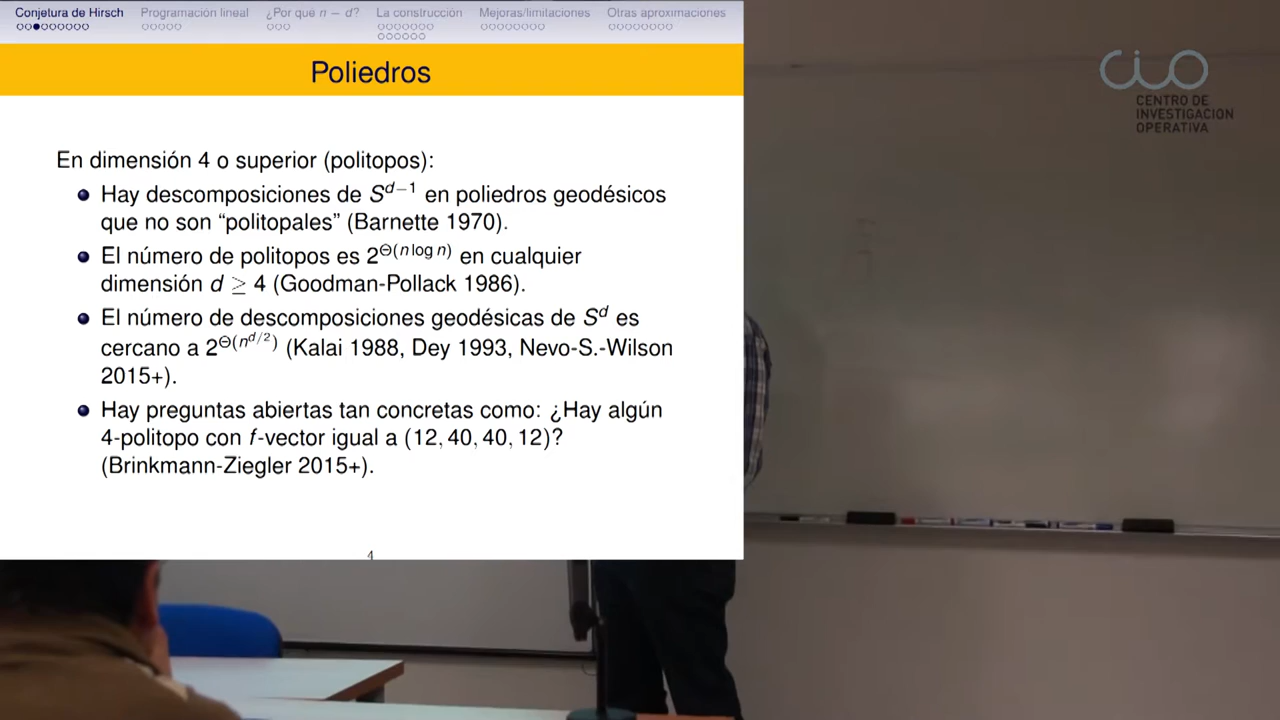 Conjetura de Hirsch Programación lineal ¿Por qué n − d? La construcción Mejoras/limitaciones Otras aproximaciones
Poliedros
En dimensión 4 o superior (politopos):
Hay descomposiciones de S^{d−1} en poliedros geodésicos
que no son “politopales” (Barnette 1970).
El número de politopos es 2^{Θ(n log n)} en cualquier
dimensión d ≥ 4 (Goodman-Pollack 1986).
El número de descomposiciones geodésicas de S^d es
cercano a 2^{Θ(n^{d/2})} (Kalai 1988, Dey 1993, Nevo-S.-Wilson
2015+).
Hay preguntas abiertas tan concretas como: ¿Hay algún
4-politopo con f-vector igual a (12, 40, 40, 12)?
(Brinkmann-Ziegler 2015+).
4
cio
CENTRO DE
INVESTIGACION
OPERATIVA